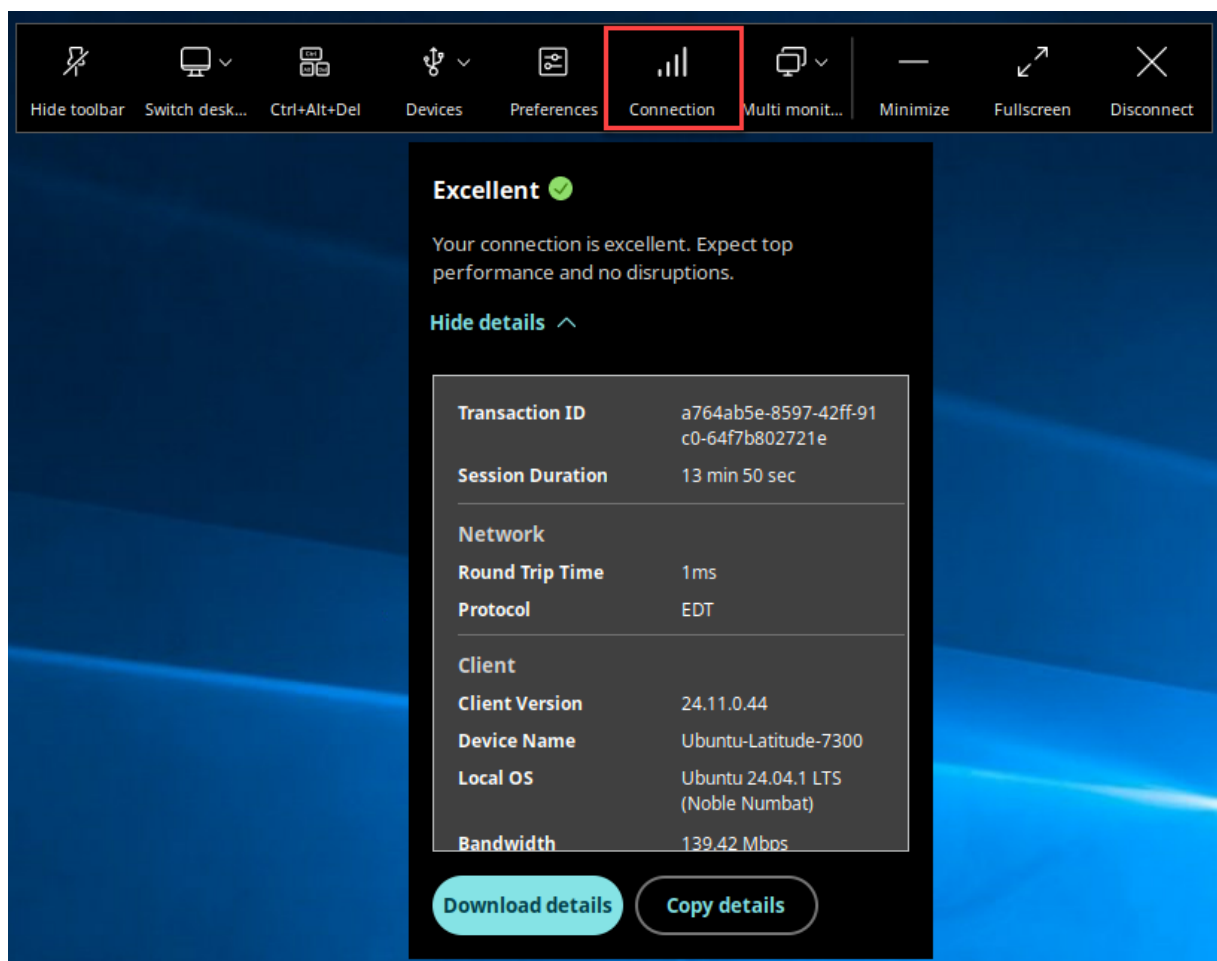 Hide toolbar Switch desk... Ctrl+Alt+Del Devices Preferences Connection Multi monit... Minimize Fullscreen Disconnect
Excellent
Your connection is excellent. Expect top
performance and no disruptions.
Hide details
Transaction ID a764ab5e-8597-42ff-91
c0-64f7b802721e
Session Duration 13 min 50 sec
Network
Round Trip Time 1ms
Protocol EDT
Client
Client Version 24.11.0.44
Device Name Ubuntu-Latitude-7300
Local OS Ubuntu 24.04.1 LTS
(Noble Numbat)
Bandwidth 139.42 Mbps
Download details Copy details